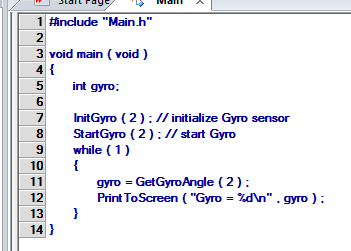 Start Page
Main
1 #include "Main.h"
2
3 void main ( void )
4 {
5 int gyro;
6
7 InitGyro ( 2 ) ; // initialize Gyro sensor
8 StartGyro ( 2 ) ; // start Gyro
9 while ( 1 )
10 {
11 gyro = GetGyroAngle ( 2 ) ;
12 PrintToScreen ( "Gyro = %d\n" , gyro ) ;
13 }
14 }